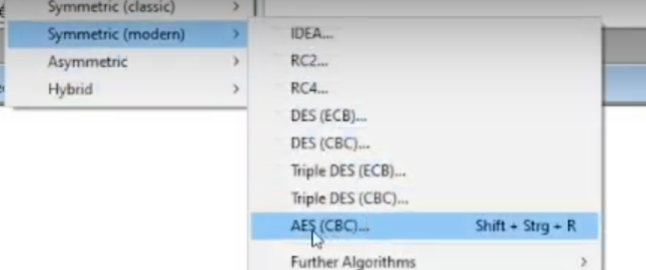 Symmetric (classic)
Symmetric (modern)
Asymmetric
Hybrid
IDEA...
RC2...
RC4...
DES (ECB)...
DES (CBC)...
Triple DES (ECB)...
Triple DES (CBC)...
AES (CBC)... Shift + Strg + R
Further Algorithms